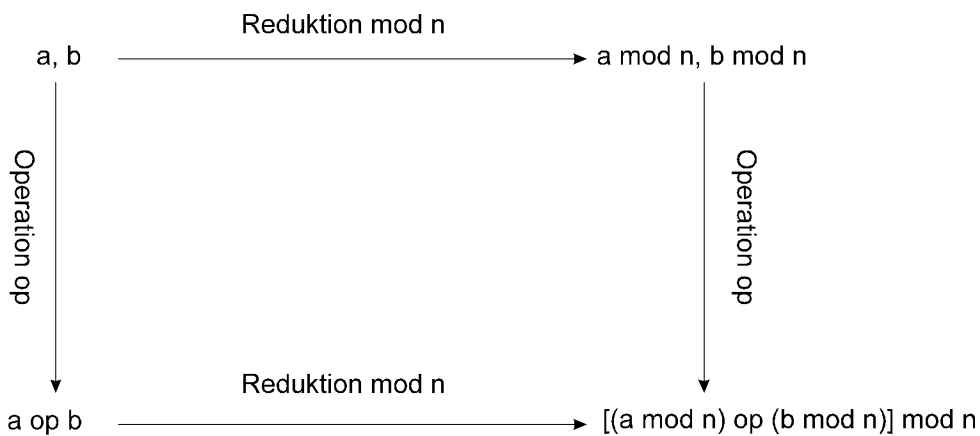 Reduktion mod n
a, b
a mod n, b mod n
Operation op
Operation op
Reduktion mod n
a op b
[(a mod n) op (b mod n)] mod n